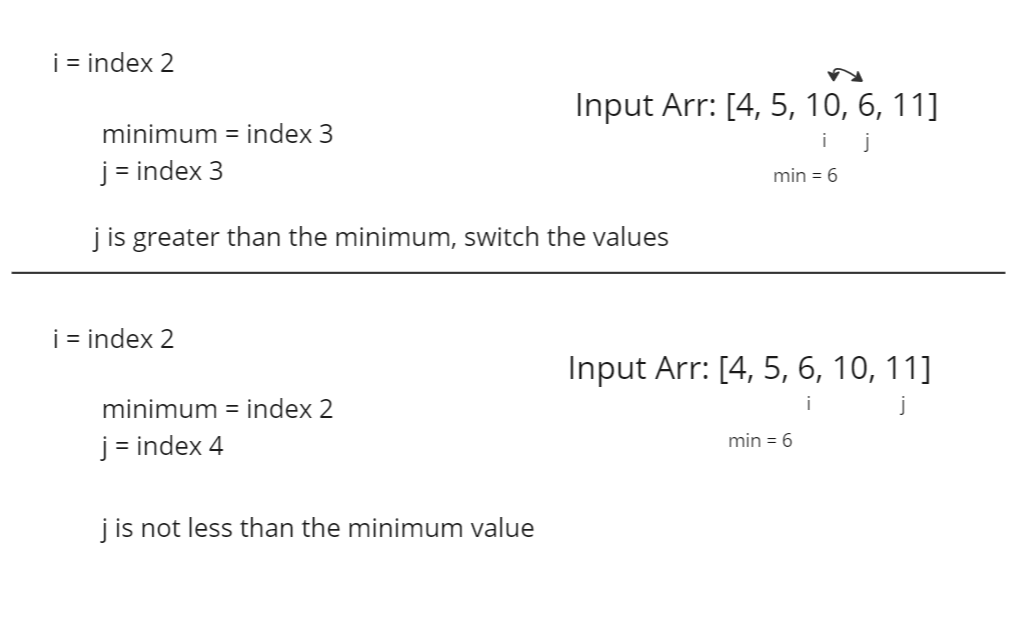 i = index 2
Input Arr: [4, 5, 10, 6, 11]
i j
minimum = index 3
j = index 3
min = 6
j is greater than the minimum, switch the values
i = index 2
Input Arr: [4, 5, 6, 10, 11]
i j
minimum = index 2
j = index 4
min = 6
j is not less than the minimum value